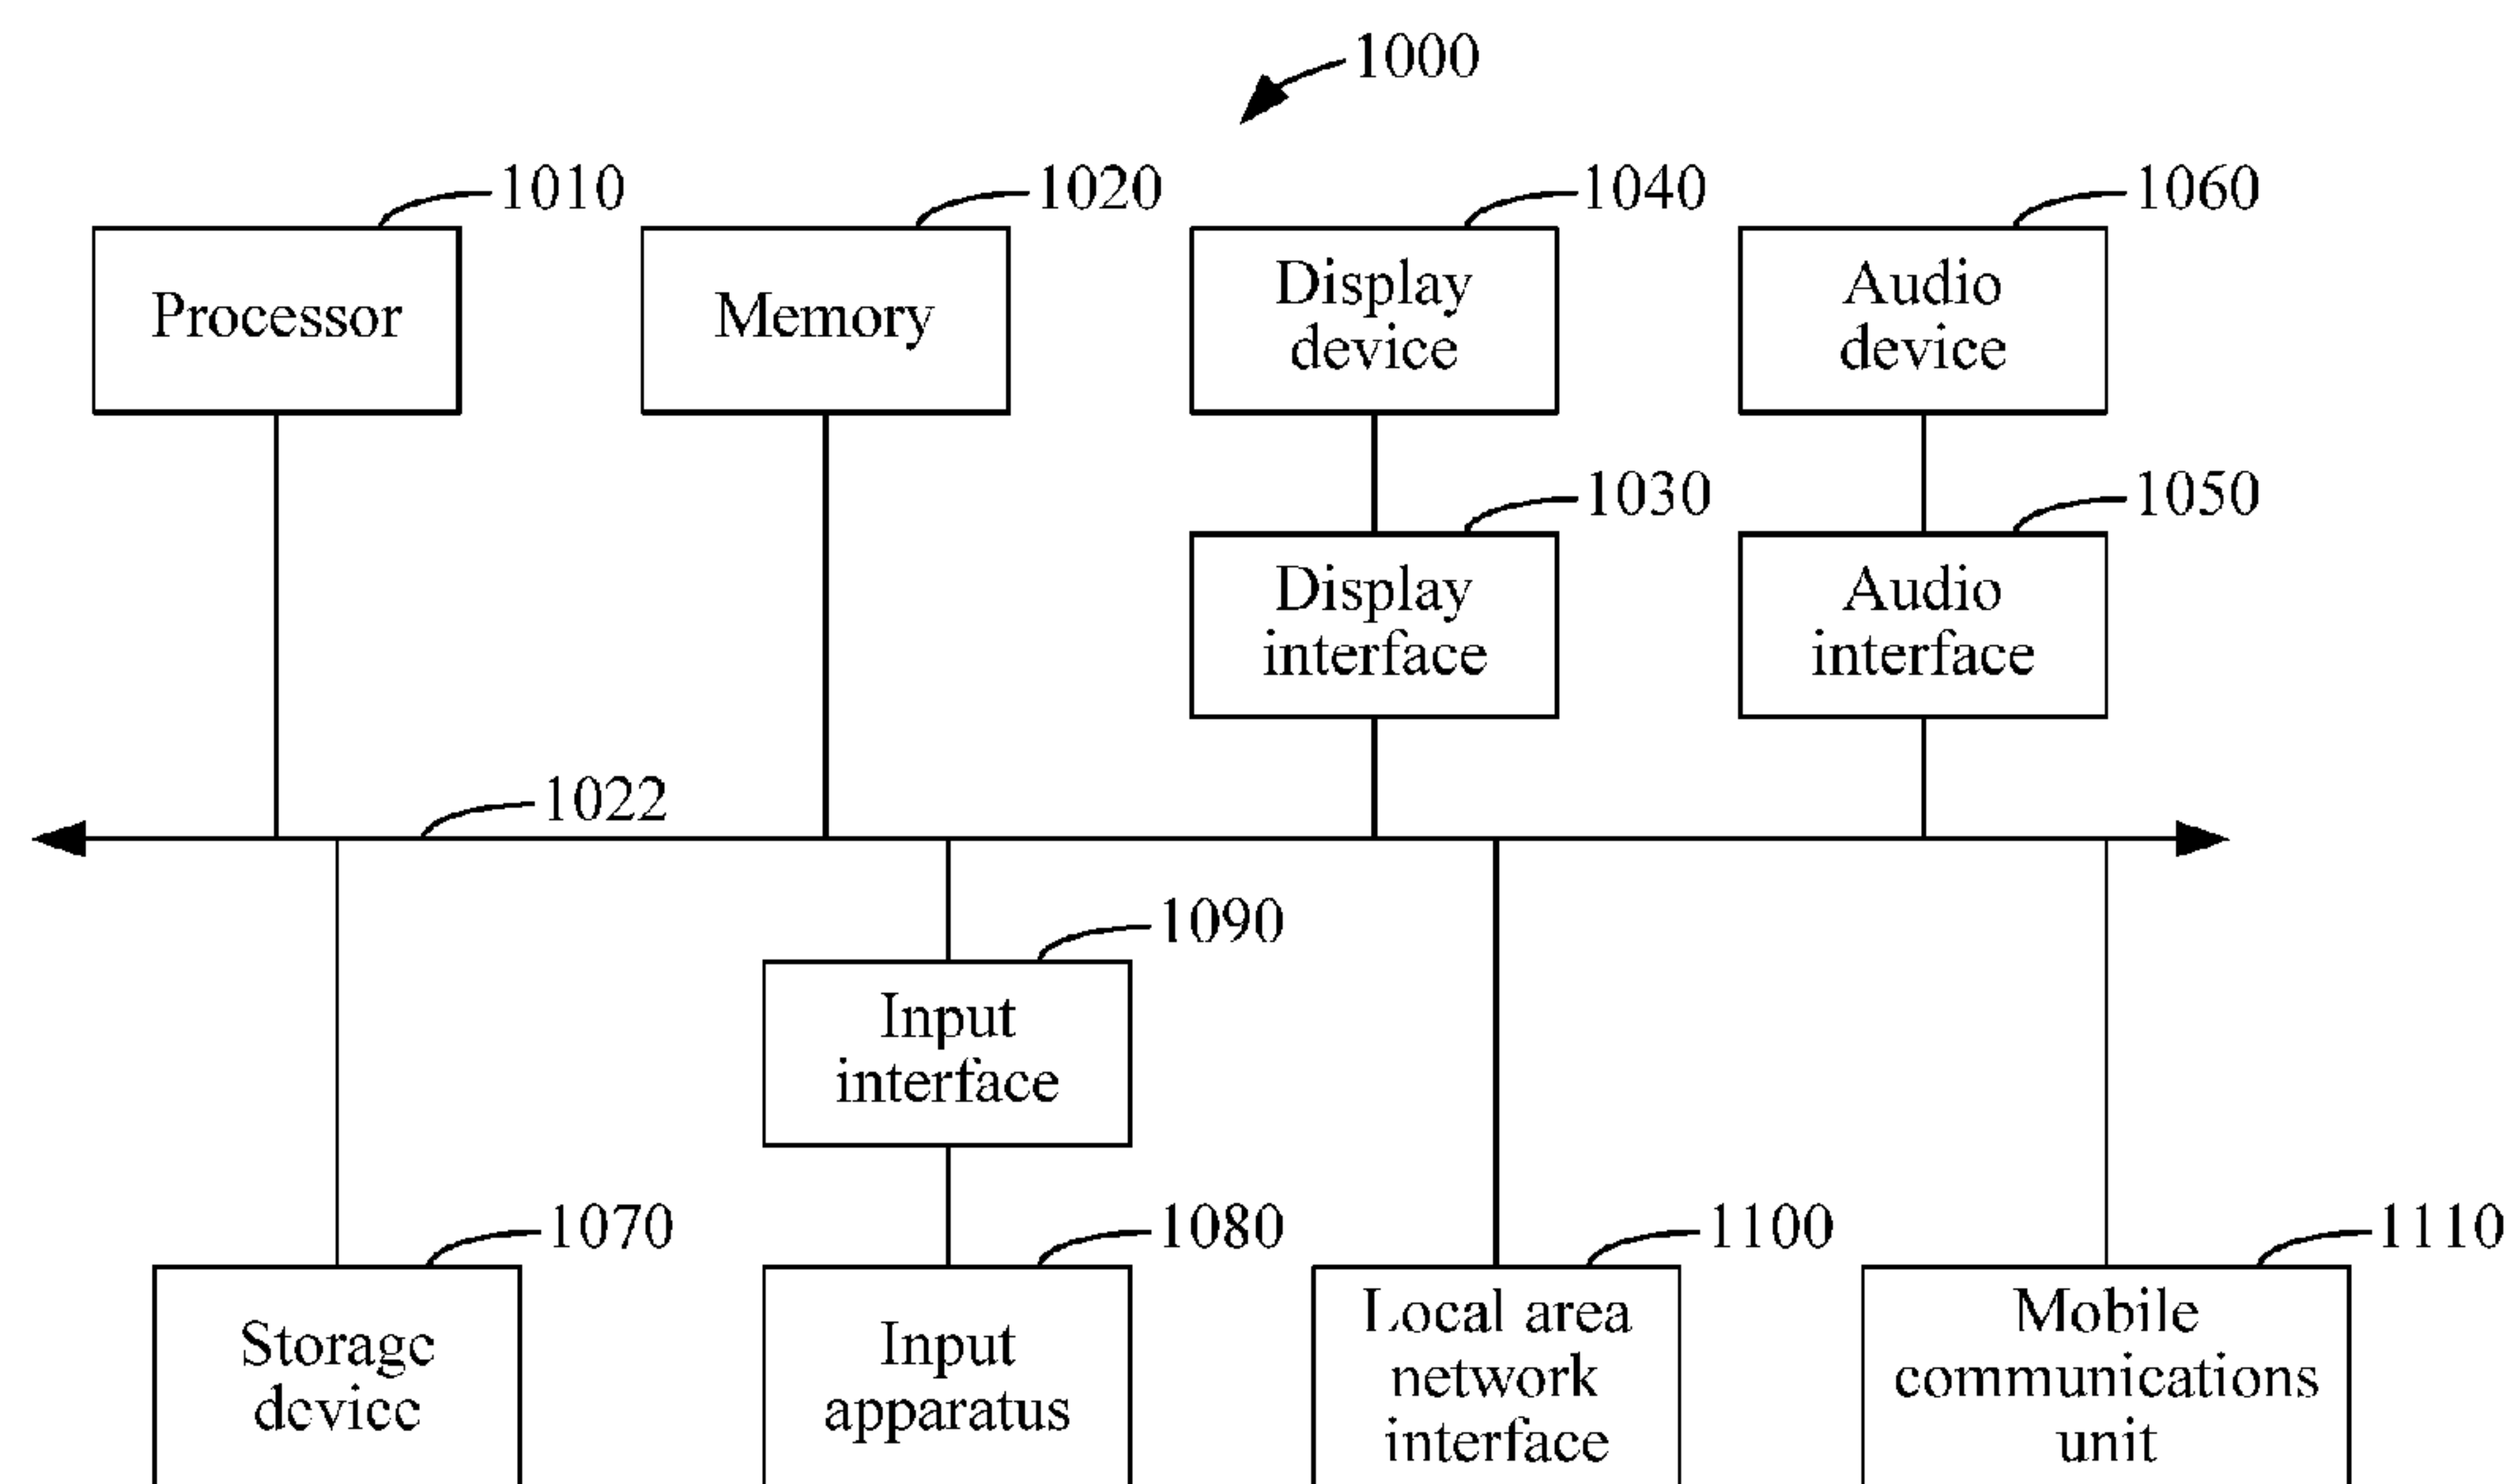 1000
1010
1020
1040
1060
Processor
Memory
Display
device
Audio
device
1030
1050
Display
interface
Audio
interface
1022
1090
Input
interface
1070
1080
1100
1110
Storage
device
Input
apparatus
Local area
network
interface
Mobile
communications
unit